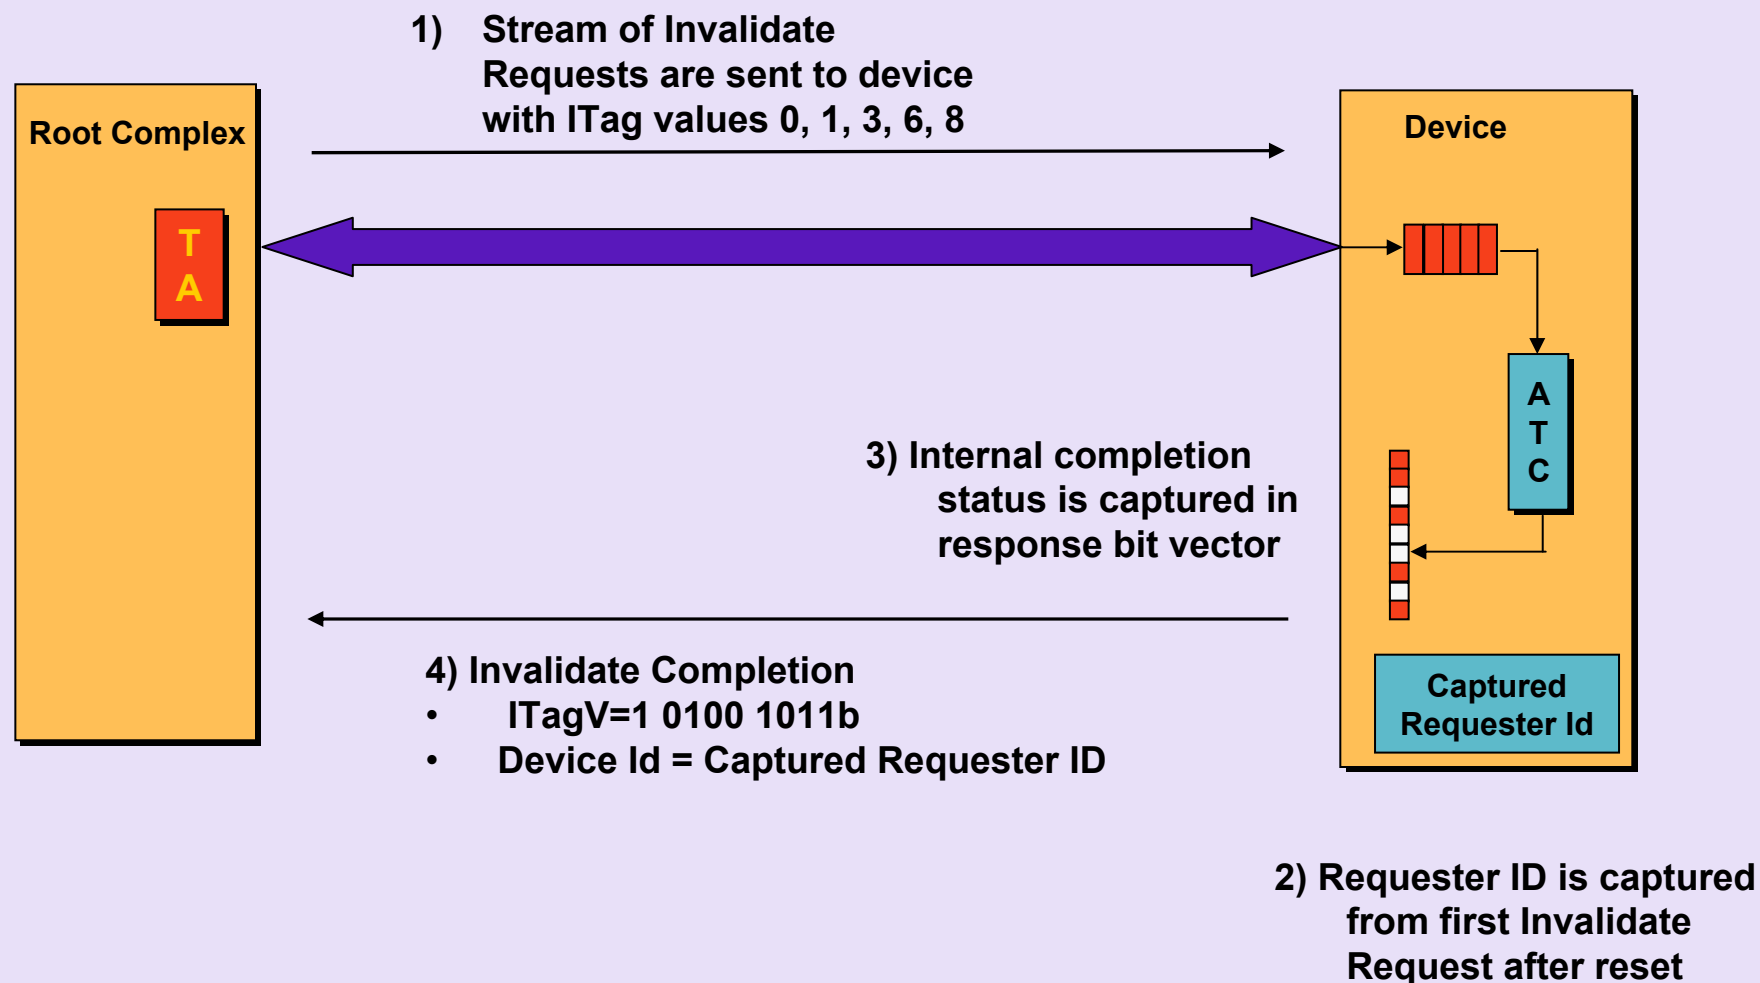 1) Stream of Invalidate
Requests are sent to device
with ITag values 0, 1, 3, 6, 8
Root Complex
T
A
Device
A
T
C
3) Internal completion
status is captured in
response bit vector
4) Invalidate Completion
• ITagV=1 0100 1011b
• Device Id = Captured Requester ID
Captured
Requester Id
2) Requester ID is captured
from first Invalidate
Request after reset